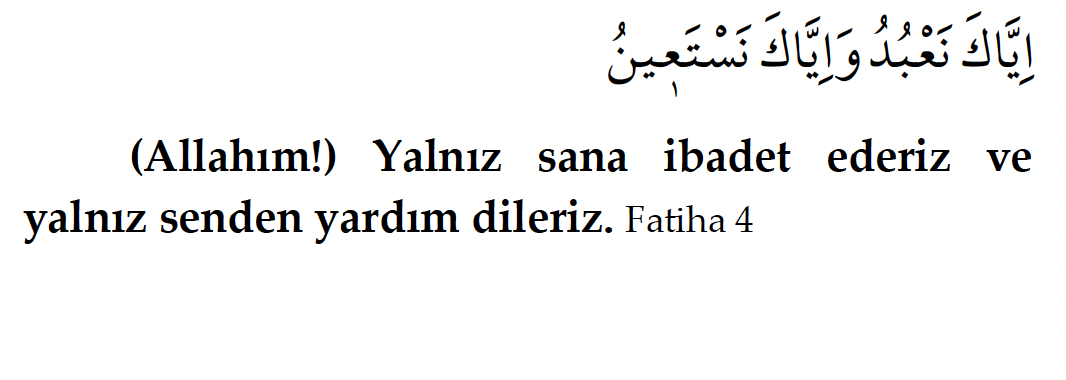 اِيَّاكَ نَعْبُدُ وَاِيَّاكَ نَسْتَعٖينُ
(Allahım!) Yalnız sana ibadet ederiz ve
yalnız senden yardım dileriz. Fatiha 4